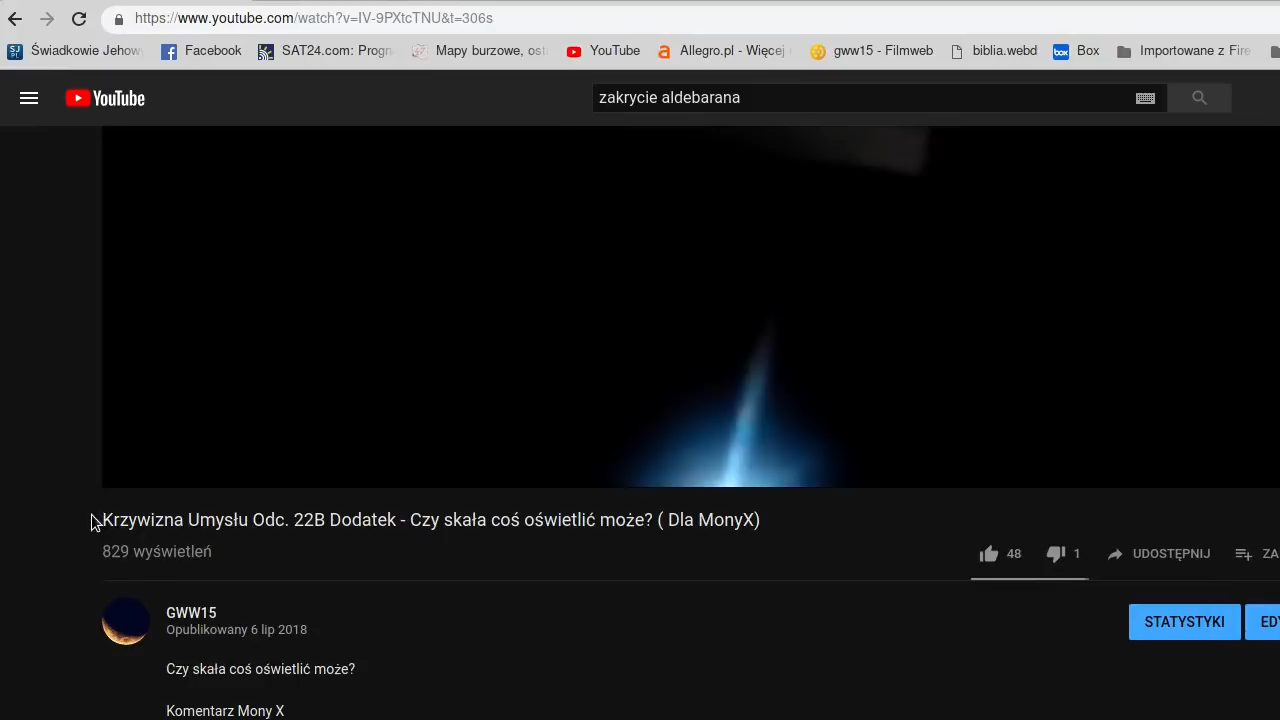 https://www.youtube.com/watch?v=IV-9PXtcTNU&t=306s
Świadkowie Jehow Facebook SAT24.com: Progn Mapy burzowe, ost YouTube Allegro.pl - Więcej gww15 - Filmweb biblia.webd Box Importowane z Fire
YouTube zakrycie aldebarana
Krzywizna Umysłu Odc. 22B Dodatek - Czy skała coś oświetlić może? ( Dla MonyX)
829 wyświetleń 48 1 UDOSTĘPNIJ ZA
GWW15
Opublikowany 6 lip 2018
STATYSTYKI EDY
Czy skała coś oświetlić może?
Komentarz Mony X